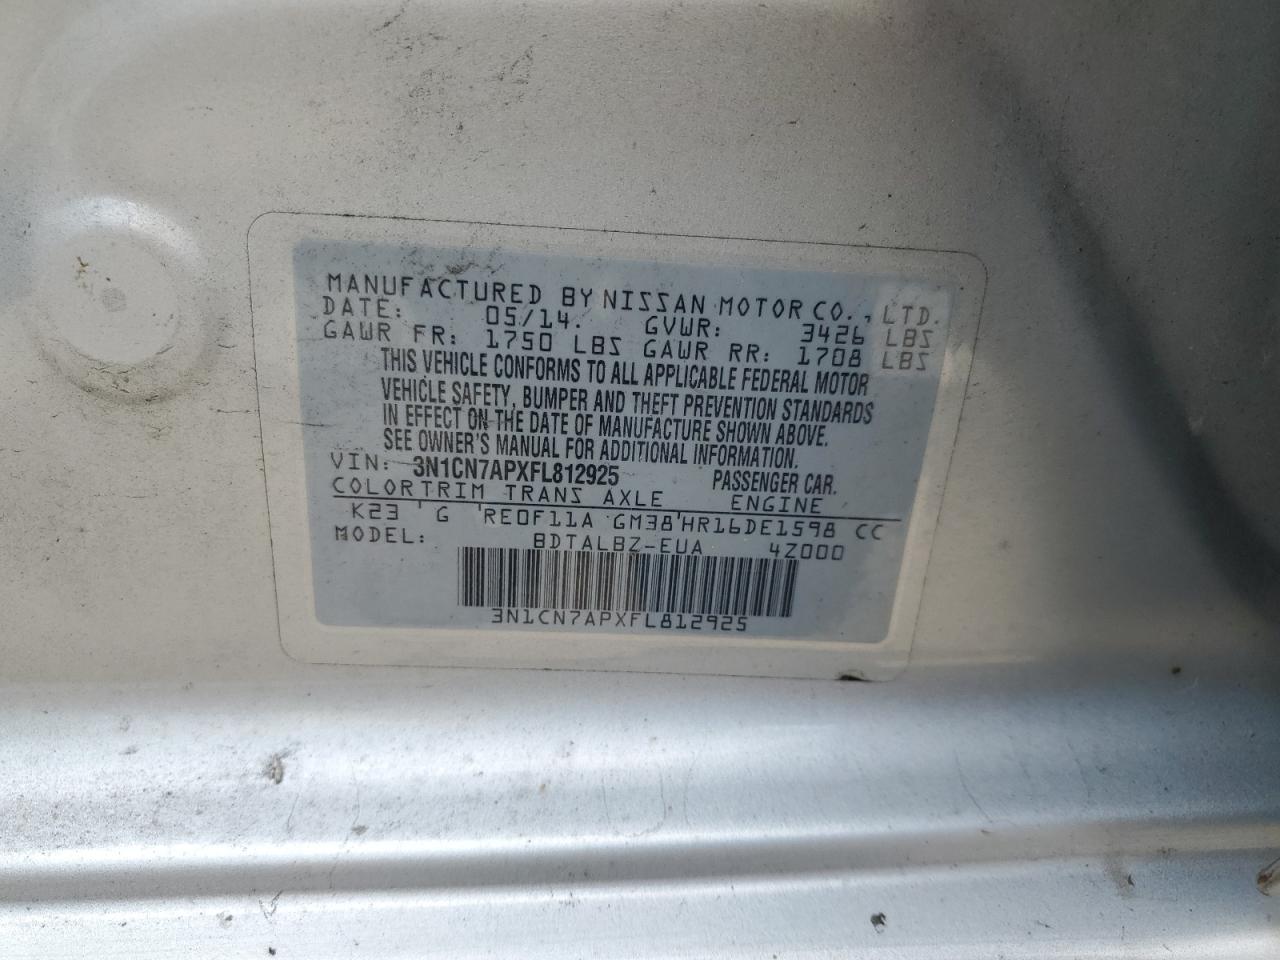 MANUFACTURED BY NISSAN MOTOR CO., LTD.
DATE: 05/14. GVWR: 3426 LBS
GAWR FR: 1750 LBS GAWR RR: 1708 LBS
THIS VEHICLE CONFORMS TO ALL APPLICABLE FEDERAL MOTOR
VEHICLE SAFETY, BUMPER AND THEFT PREVENTION STANDARDS
IN EFFECT ON THE DATE OF MANUFACTURE SHOWN ABOVE.
SEE OWNER'S MANUAL FOR ADDITIONAL INFORMATION.
VIN: 3N1CN7APXFL812925 PASSENGER CAR.
COLORTRIM TRANS AXLE ENGINE
K23 ' G 'RE0F11A GM38'HR16DE1598 CC
MODEL: BDTALBZ-EUA 4Z000
3N1CN7APXFL812925